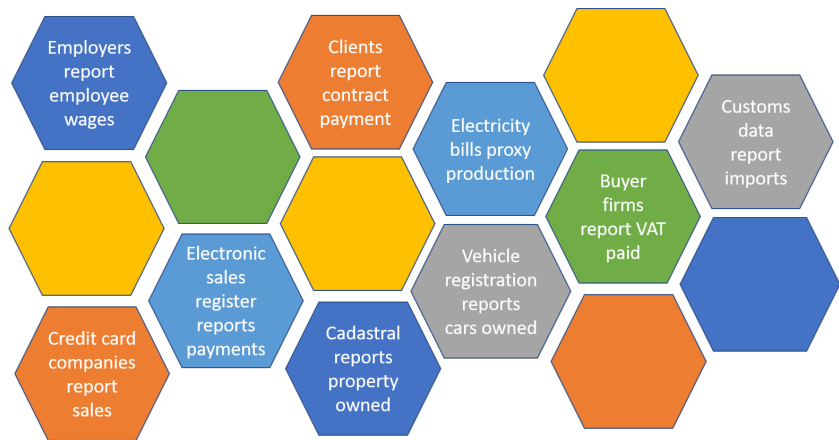 Employers
report
employee
wages
Clients
report
contract
payment
Electricity
bills proxy
production
Customs
data
report
imports
Buyer
firms
report VAT
paid
Electronic
sales
register
reports
payments
Vehicle
registration
reports
cars owned
Credit card
companies
report
sales
Cadastral
reports
property
owned